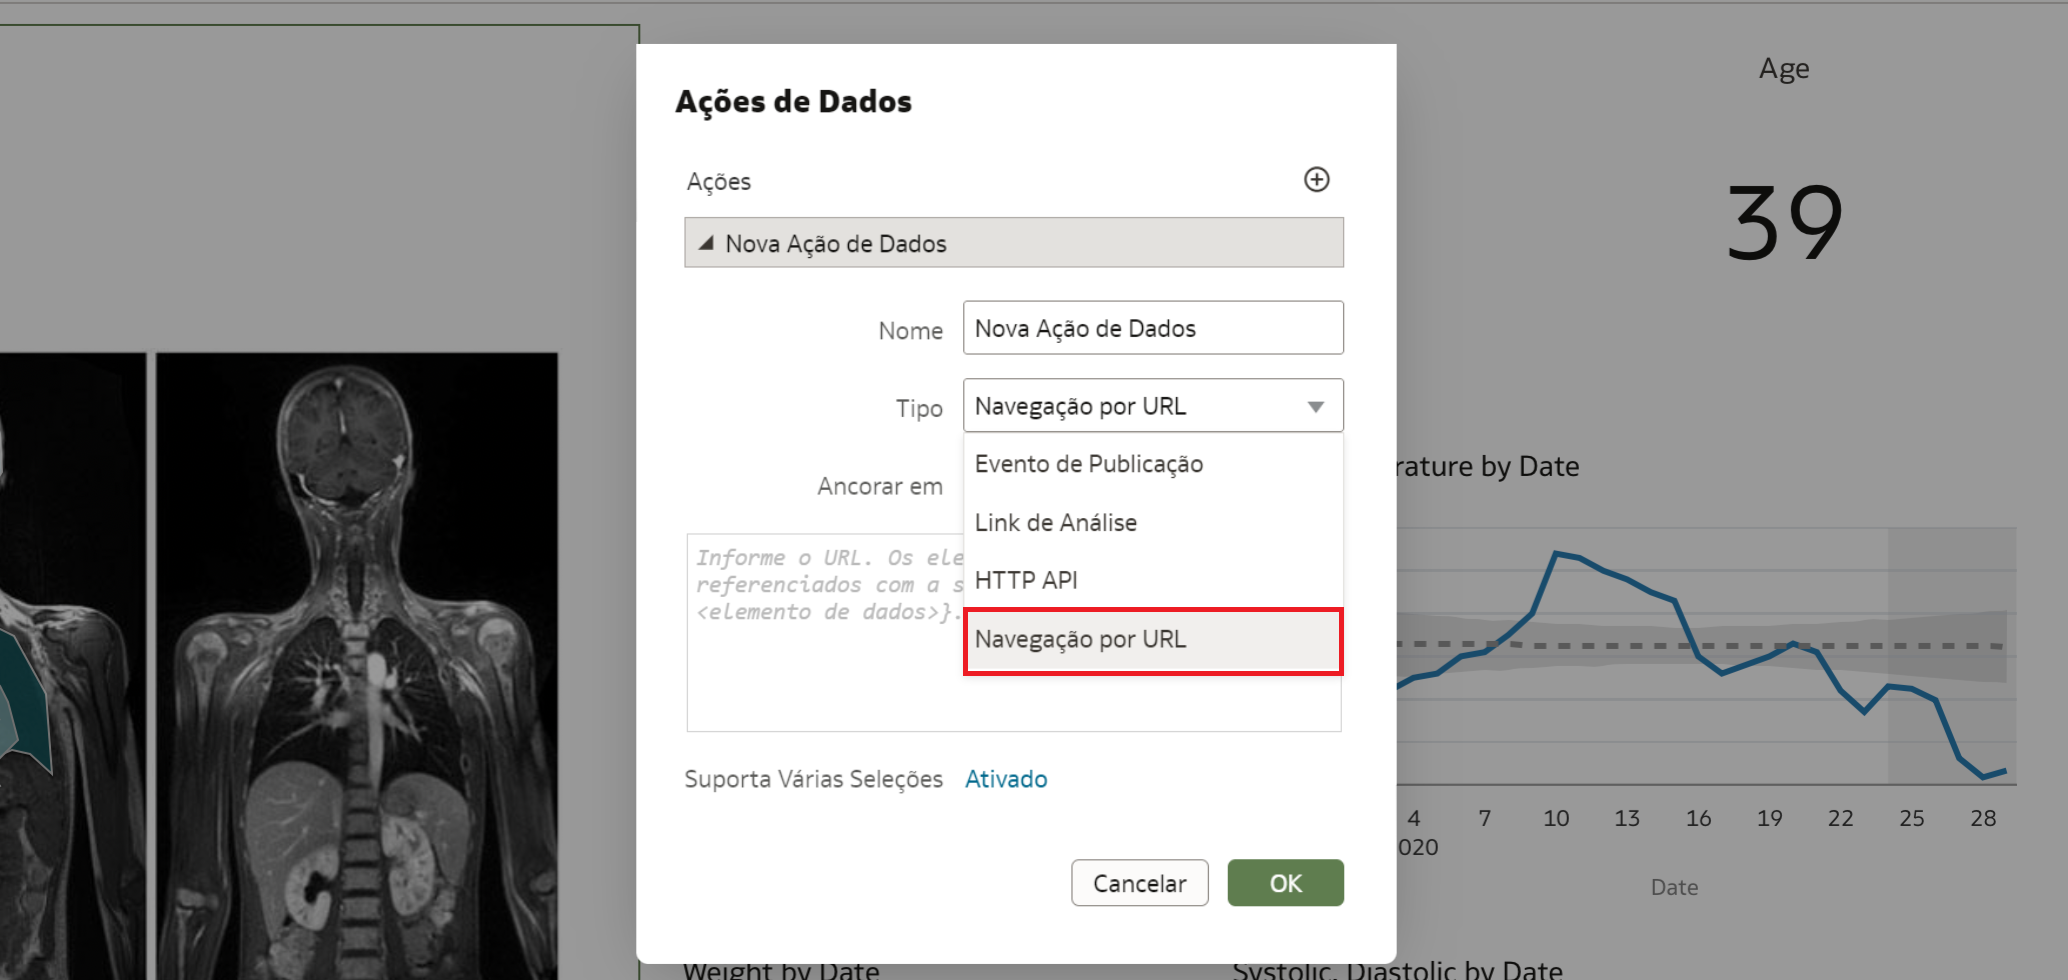 Age
39
Ações de Dados
Ações
Nova Ação de Dados
Nome
Nova Ação de Dados
Tipo
Navegação por URL
Evento de Publicação
Ancorar em
Link de Análise
HTTP API
Navegação por URL
Informe o URL. Os
referenciados com a
<elemento de dados>}.
Suporta Várias Seleções
Ativado
Cancelar
OK
by Date
4 7 10 13 16 19 22 25 28
Date
Weight by Date
Systolic, Diastolic by Date